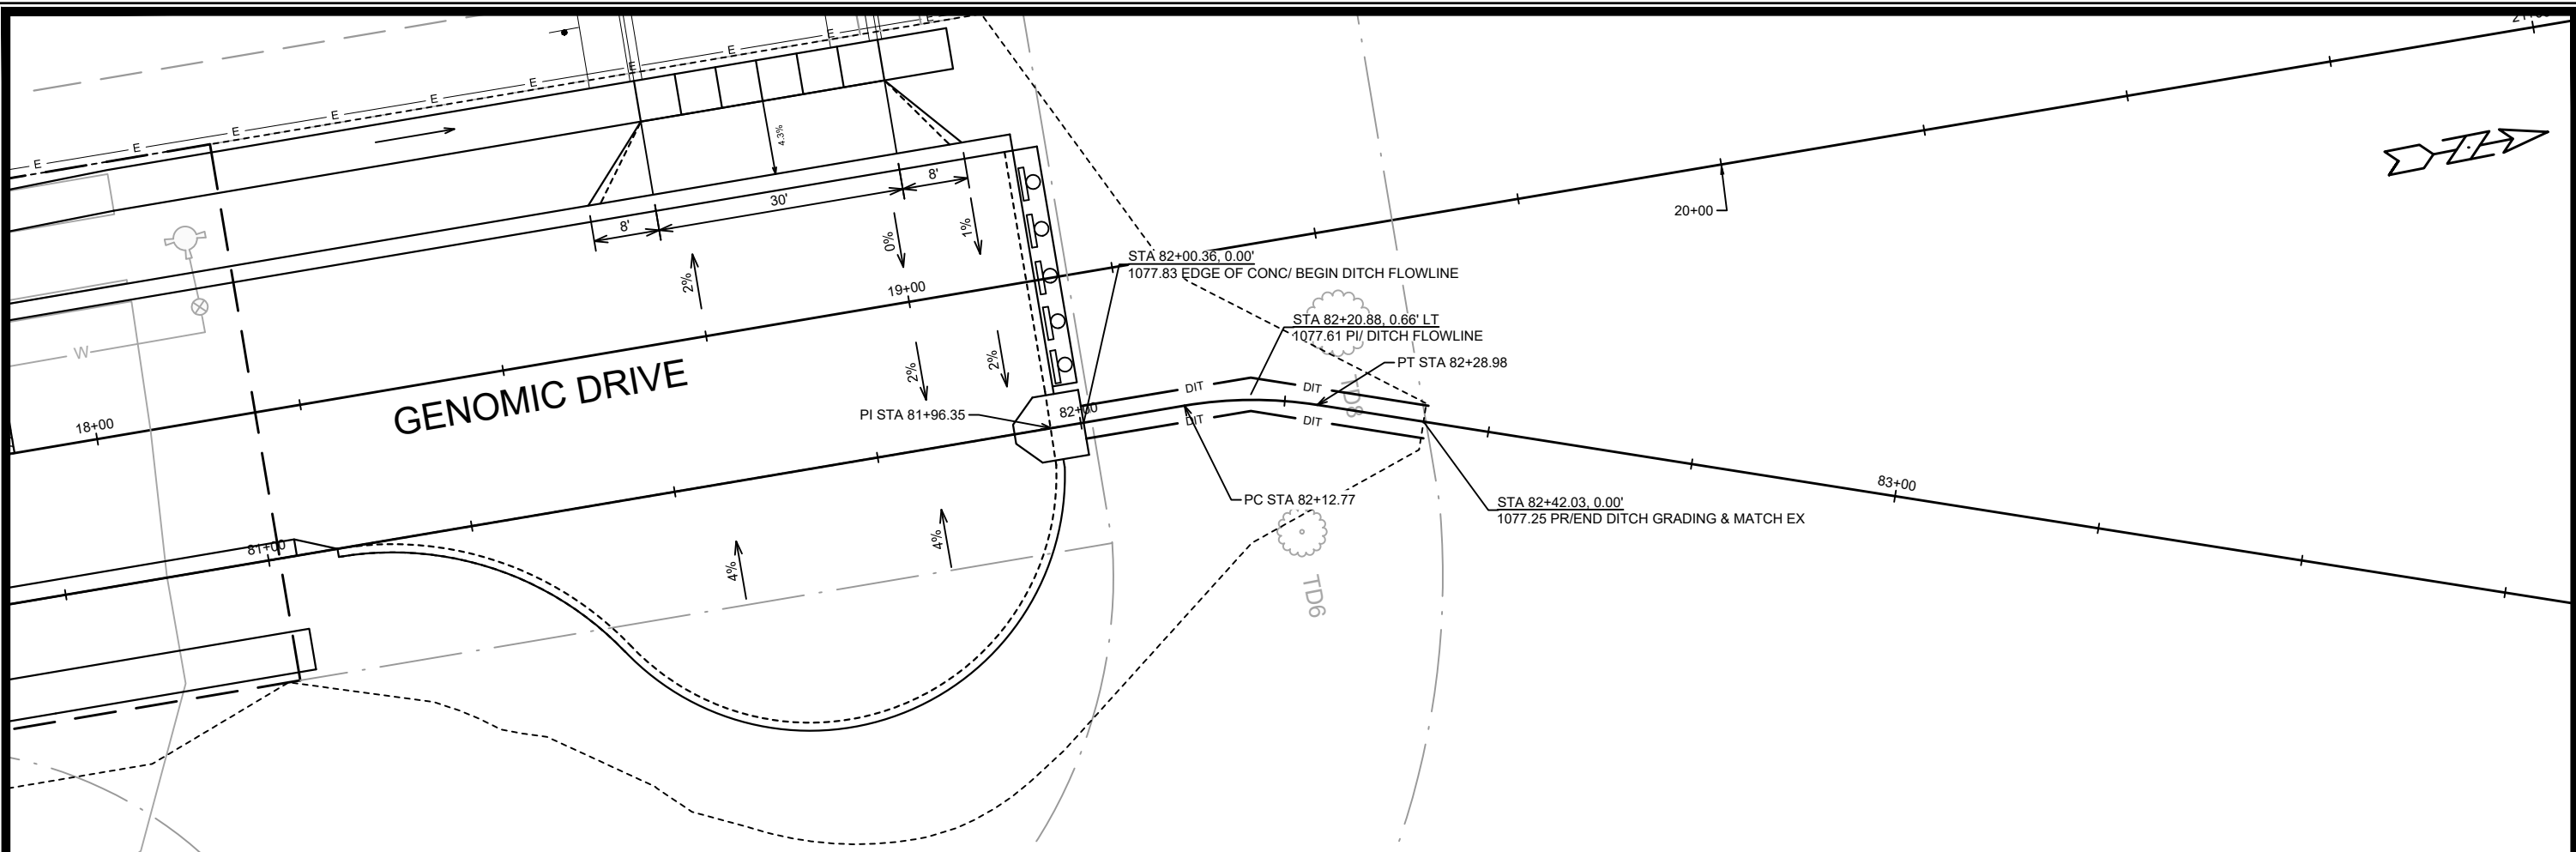 21+00
E
E
E
E
E
E
E
E
E
E
4.3%
8'
30'
8'
20+00
0%
1%
STA 82+00.36, 0.00'
1077.83 EDGE OF CONC/ BEGIN DITCH FLOWLINE
2%
19+00
STA 82+20.88, 0.66' LT
1077.61 PI/ DITCH FLOWLINE
W
2%
2%
PT STA 82+28.98
GENOMIC DRIVE
DIT
DIT
TD8
PI STA 81+96.35
82+00
18+00
DIT
DIT
83+00
PC STA 82+12.77
STA 82+42.03, 0.00'
1077.25 PR/END DITCH GRADING & MATCH EX
4%
81+00
4%
TD6